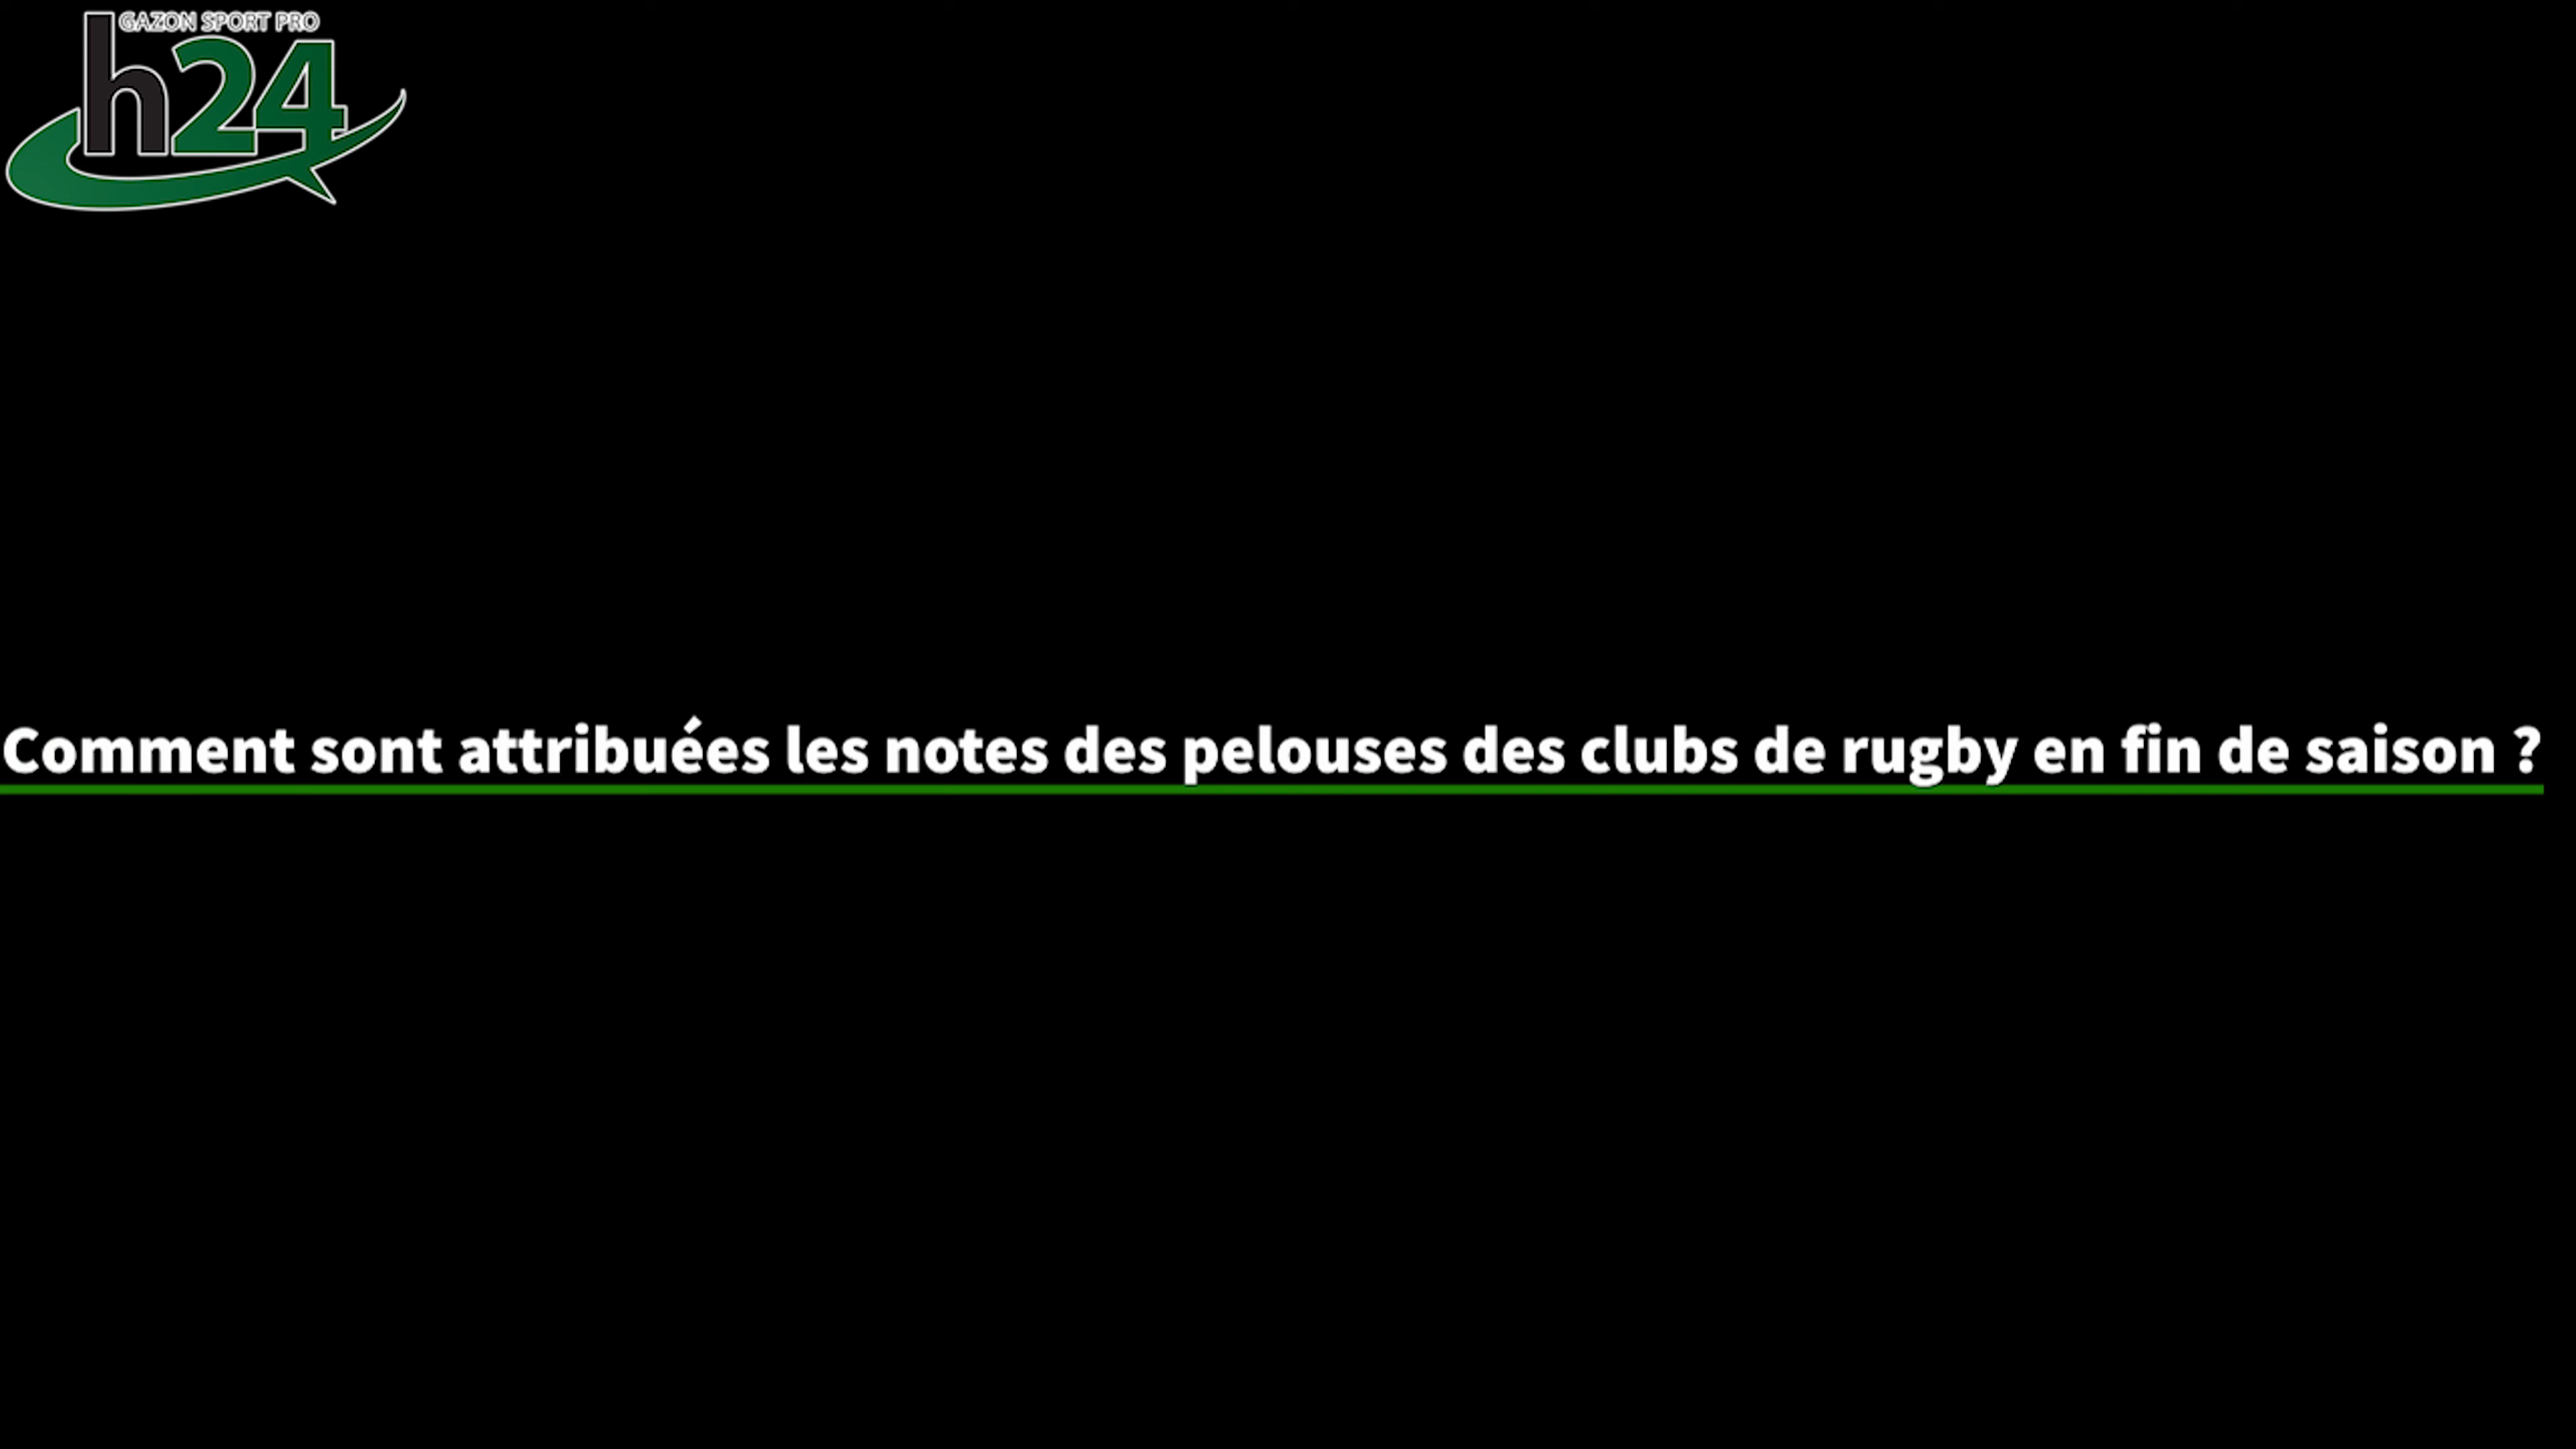 GAZON SPORT PRO
h24
Comment sont attribuées les notes des pelouses des clubs de rugby en fin de saison ?